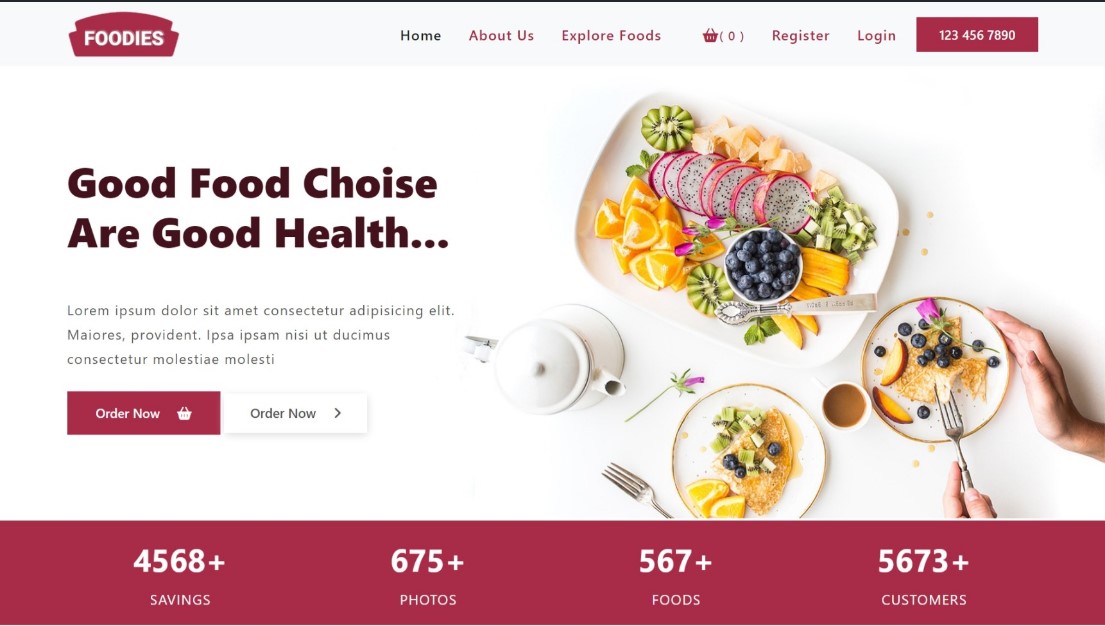 FOODIES
Home About Us Explore Foods ( 0 ) Register Login 123 456 7890
Good Food Choise
Are Good Health...
Lorem ipsum dolor sit amet consectetur adipisicing elit.
Maiores, provident. Ipsa ipsam nisi ut ducimus
consectetur molestiae molesti
Order Now Order Now
4568+ 675+ 567+ 5673+
SAVINGS PHOTOS FOODS CUSTOMERS